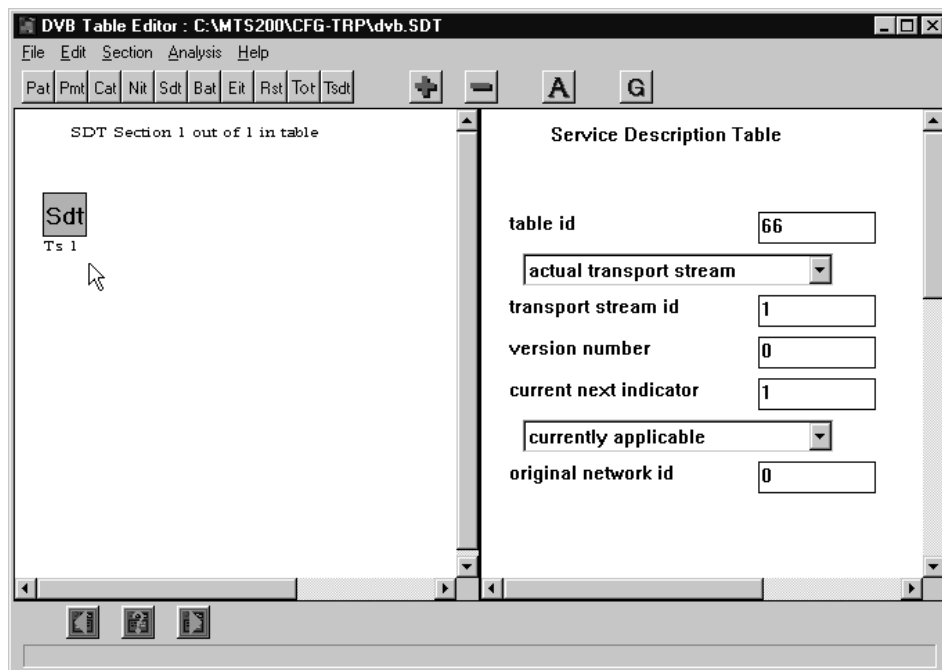 DVB Table Editor : C:\MTS200\CFG-TRP\dvb.SDT
File Edit Section Analysis Help
Pat Pmt Cat Nit Sdt Bat Eit Rst Tot Tsdt A G
SDT Section 1 out of 1 in table
Sdt
Ts 1
Service Description Table
table id 66
actual transport stream
transport stream id 1
version number 0
current next indicator 1
currently applicable
original network id 0